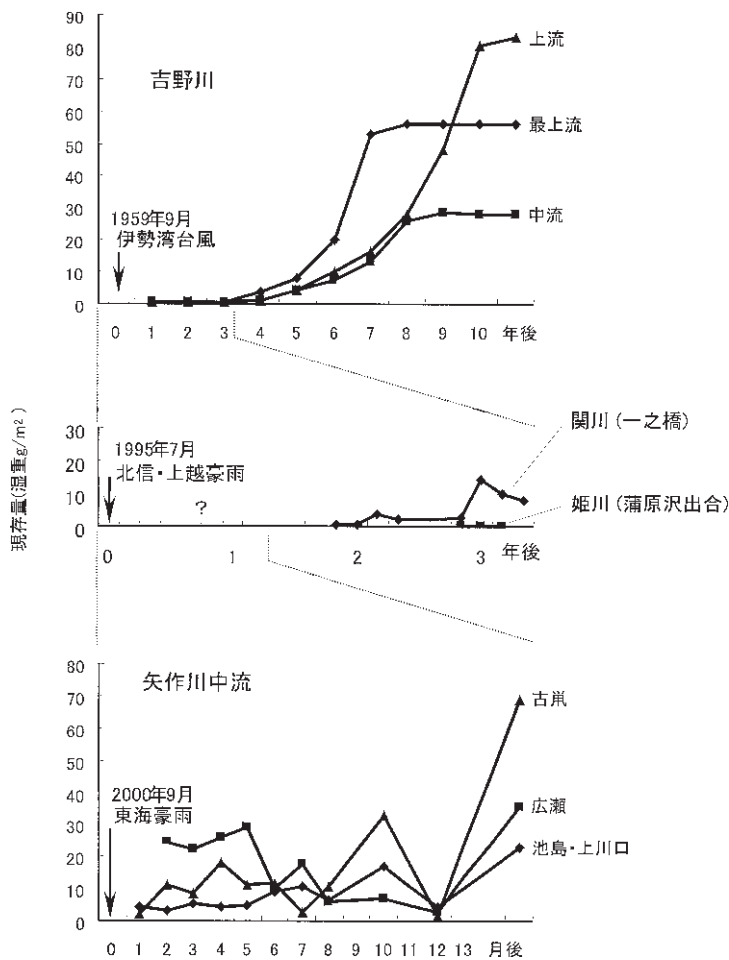 90
80
70
60
50
40
30
20
10
0
吉野川
上流
最上流
中流
1959年9月
伊勢湾台風
0 1 2 3 4 5 6 7 8 9 10 年後
現存量(湿重g/m²)
30
20
10
0
1995年7月
北信・上越豪雨
?
関川(一之橋)
姫川(蒲原沢出合)
0 1 2 3 年後
80
70
60
50
40
30
20
10
0
矢作川中流
古鼡
2000年9月
東海豪雨
広瀬
池島・上川口
0 1 2 3 4 5 6 7 8 9 10 11 12 13 月後